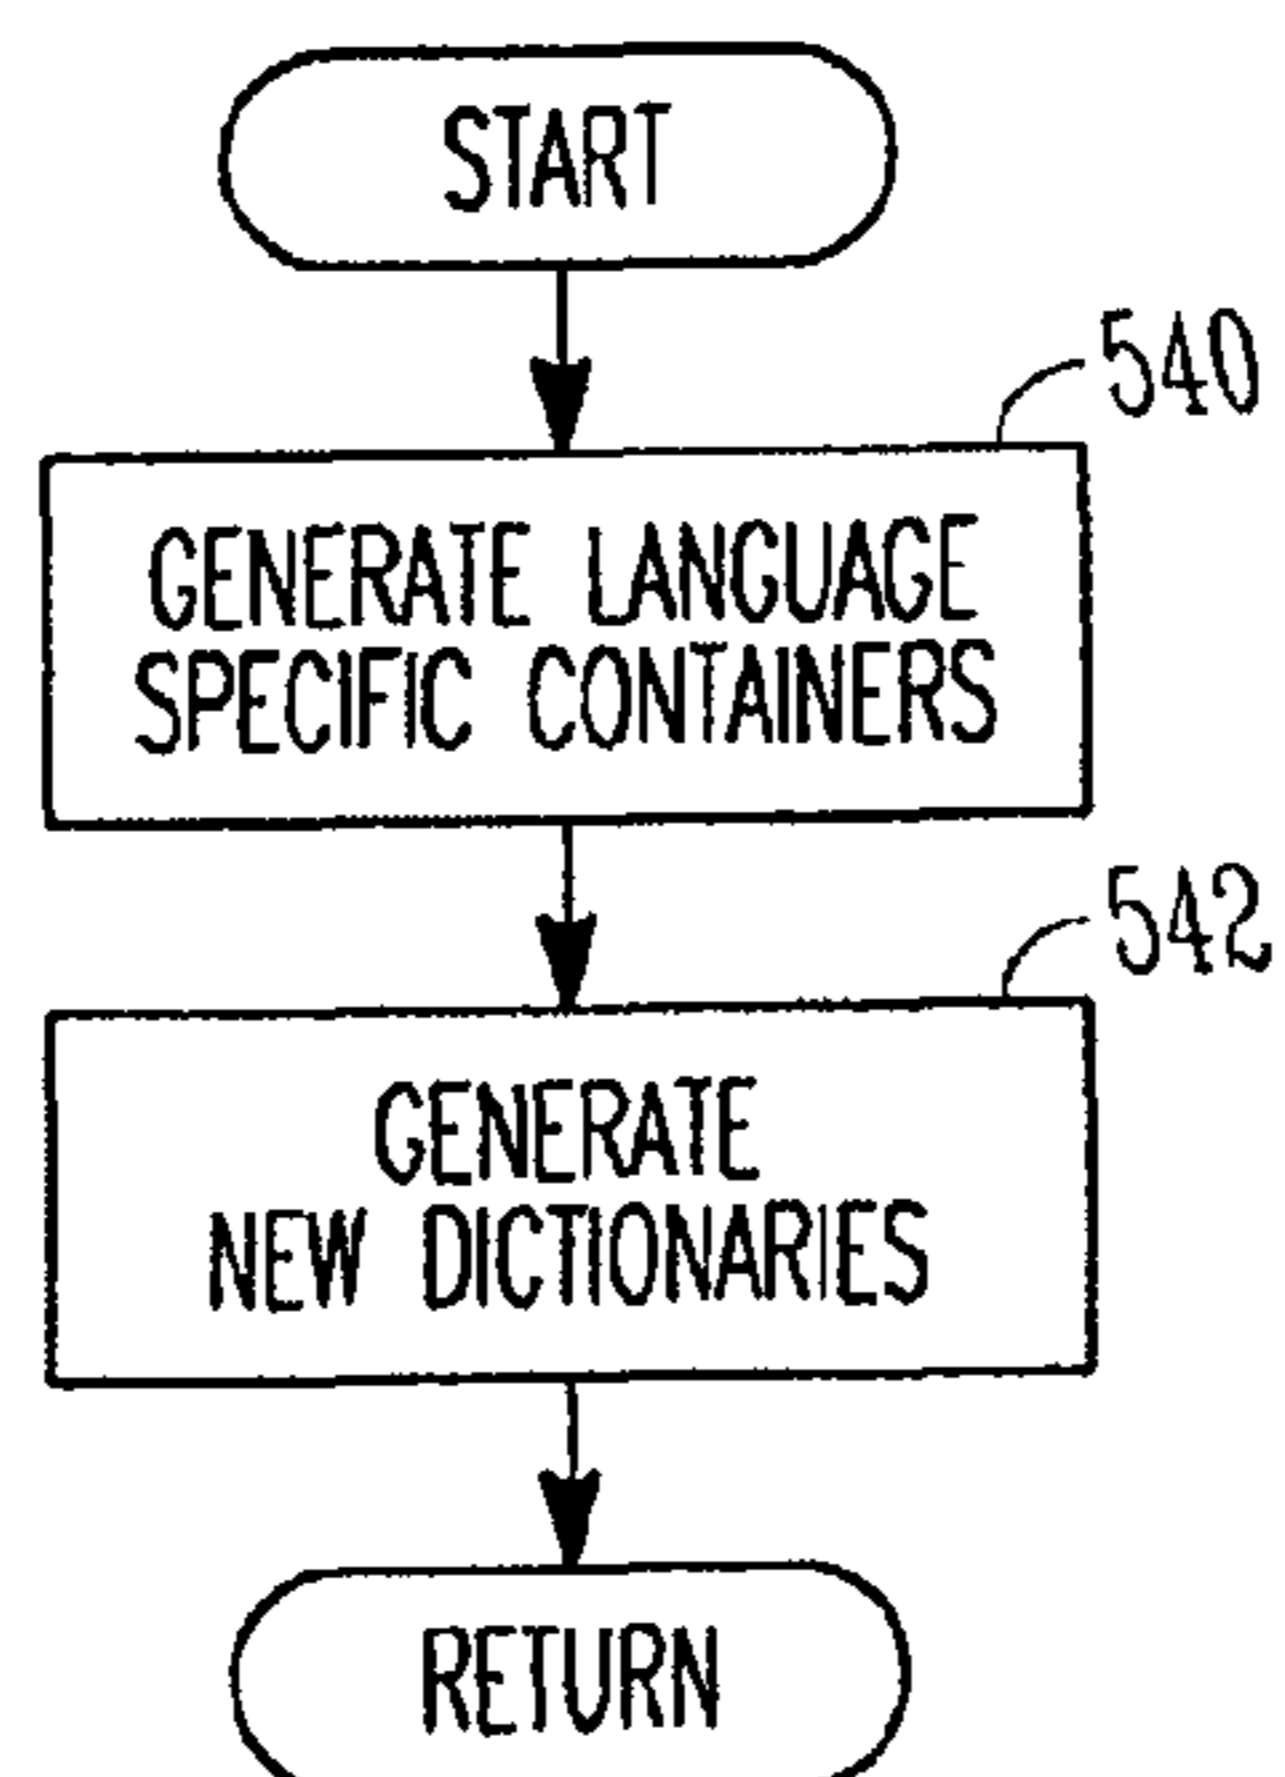 START
540
GENERATE LANGUAGE
SPECIFIC CONTAINERS
542
GENERATE
NEW DICTIONARIES
RETURN